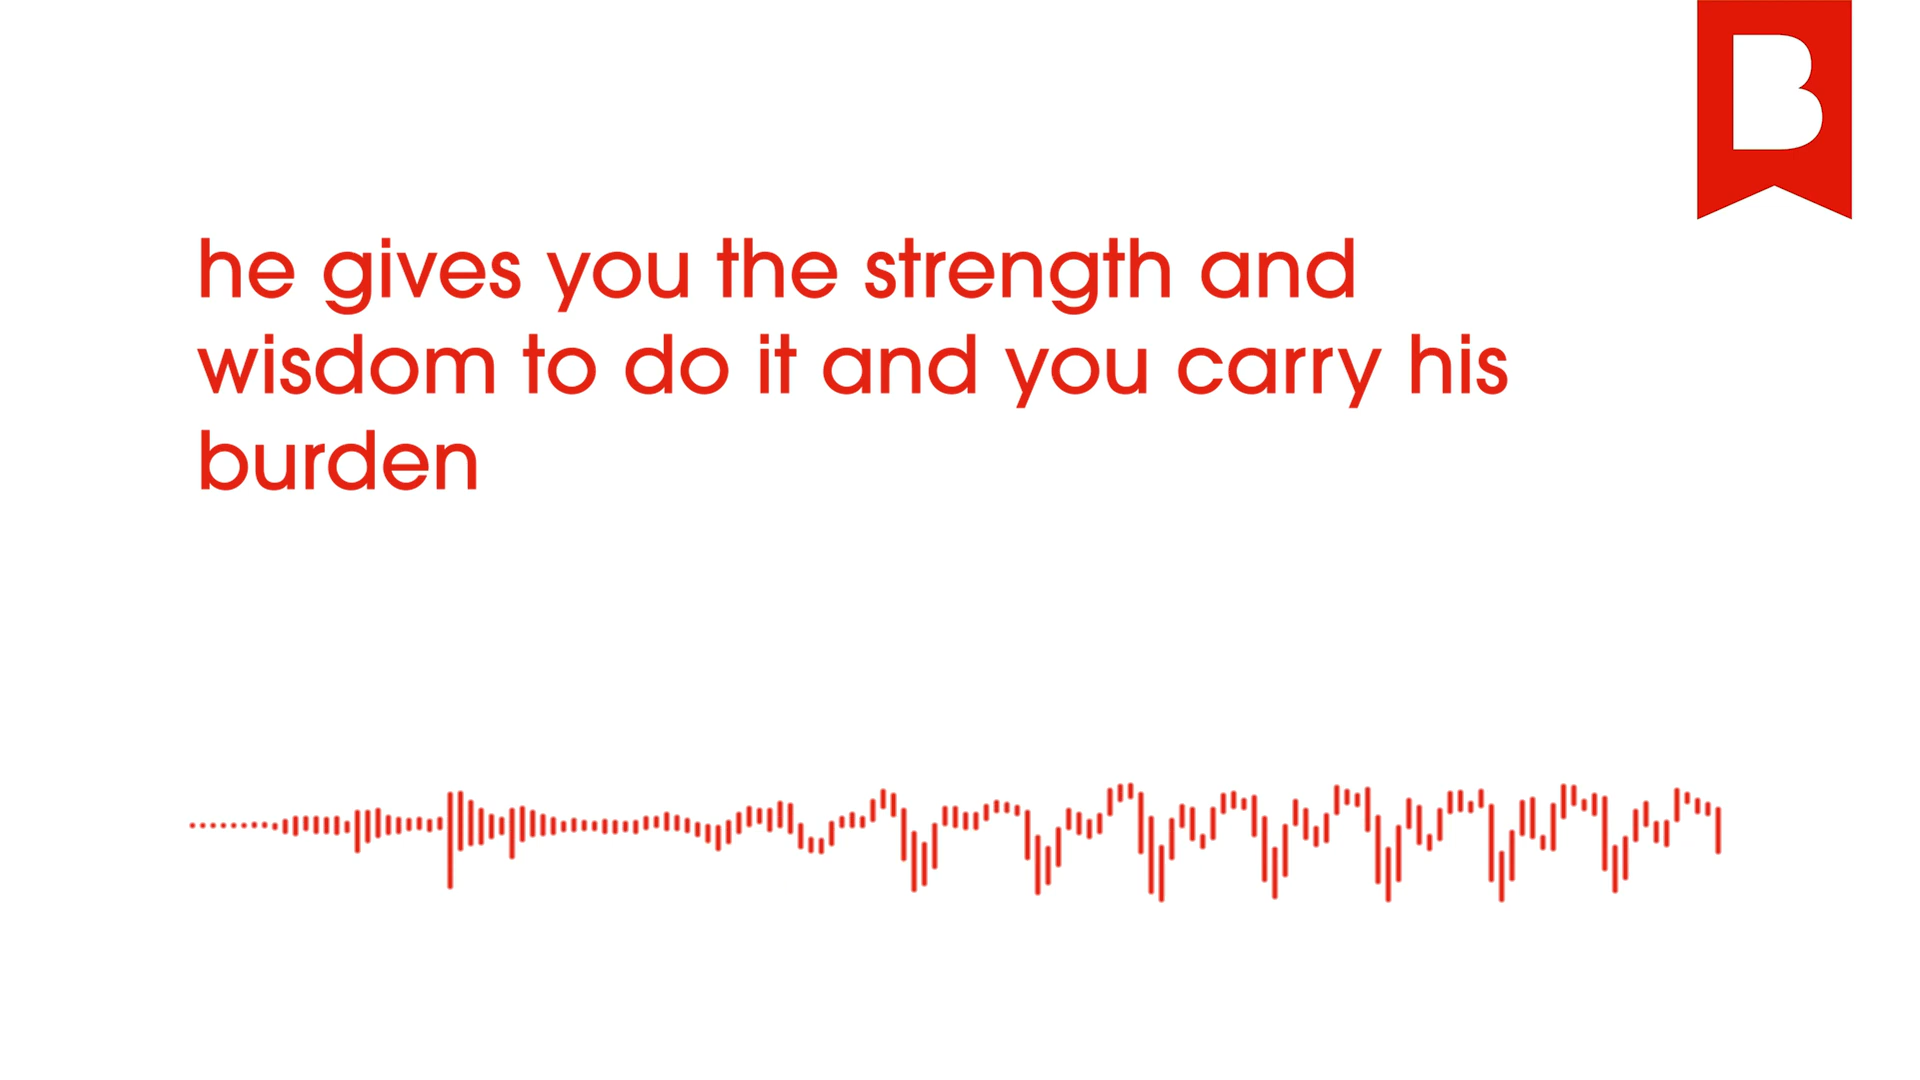 B
he gives you the strength and
wisdom to do it and you carry his
burden